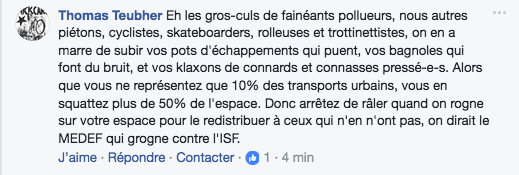 Thomas Teubher Eh les gros-culs de fainéants pollueurs, nous autres
piétons, cyclistes, skateboarders, rolleuses et trottinettistes, on en a
marre de subir vos pots d'échappements qui puent, vos bagnoles qui
font du bruit, et vos klaxons de connards et connasses pressé-e-s. Alors
que vous ne représentez que 10% des transports urbains, vous en
squattez plus de 50% de l'espace. Donc arrêtez de râler quand on rogne
sur votre espace pour le redistribuer à ceux qui n'en n'ont pas, on dirait le
MEDEF qui grogne contre l'ISF.
J'aime · Répondre · Contacter · 1 · 4 min